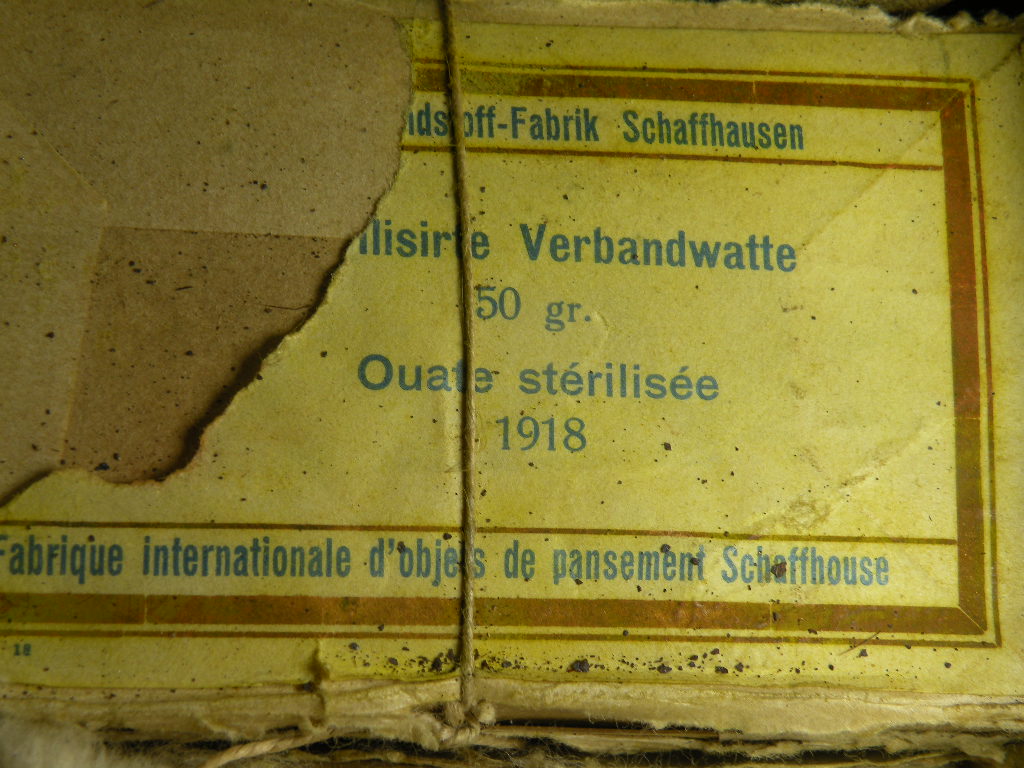 ndstoff-Fabrik Schaffhausen
ilisirte Verbandwatte
50 gr.
Ouate stérilisée
1918
Fabrique internationale d'objets de pansement Schaffhouse
18